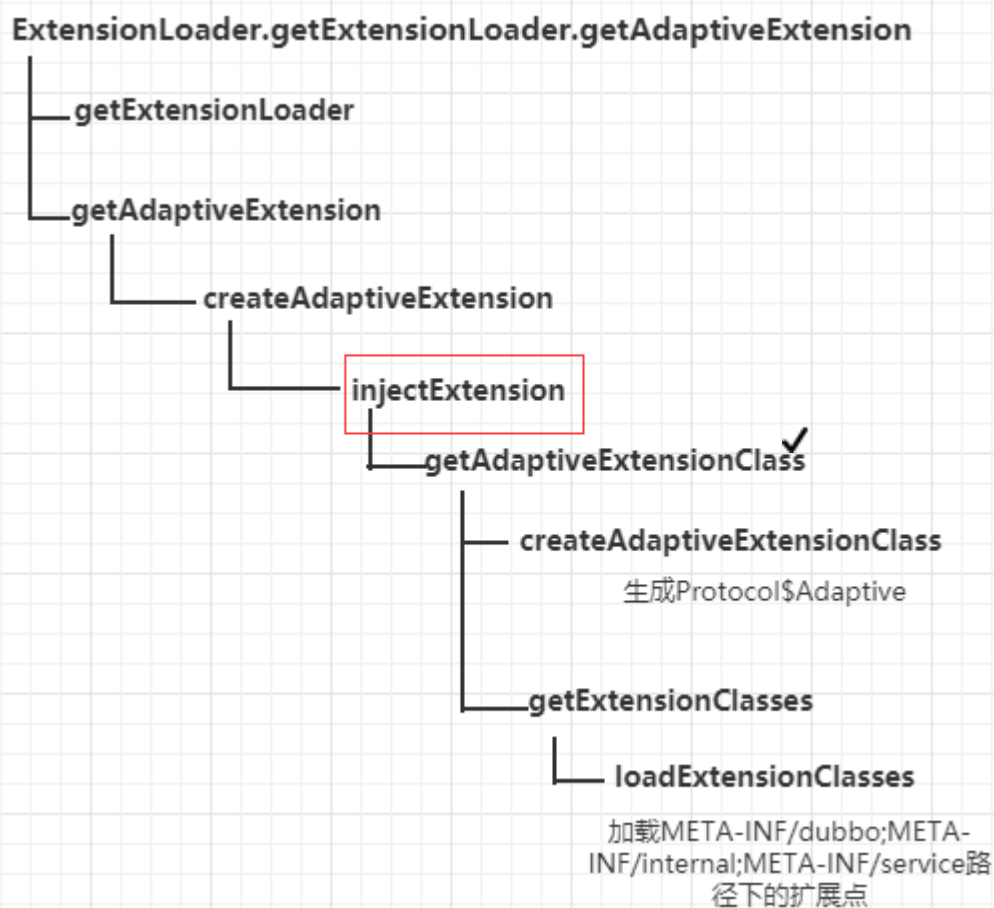 ExtensionLoader.getExtensionLoader.getAdaptiveExtension
getExtensionLoader
getAdaptiveExtension
createAdaptiveExtension
injectExtension
getAdaptiveExtensionClass
createAdaptiveExtensionClass
生成Protocol$Adaptive
getExtensionClasses
loadExtensionClasses
加载META-INF/dubbo;META-
INF/internal;META-INF/service路
径下的扩展点